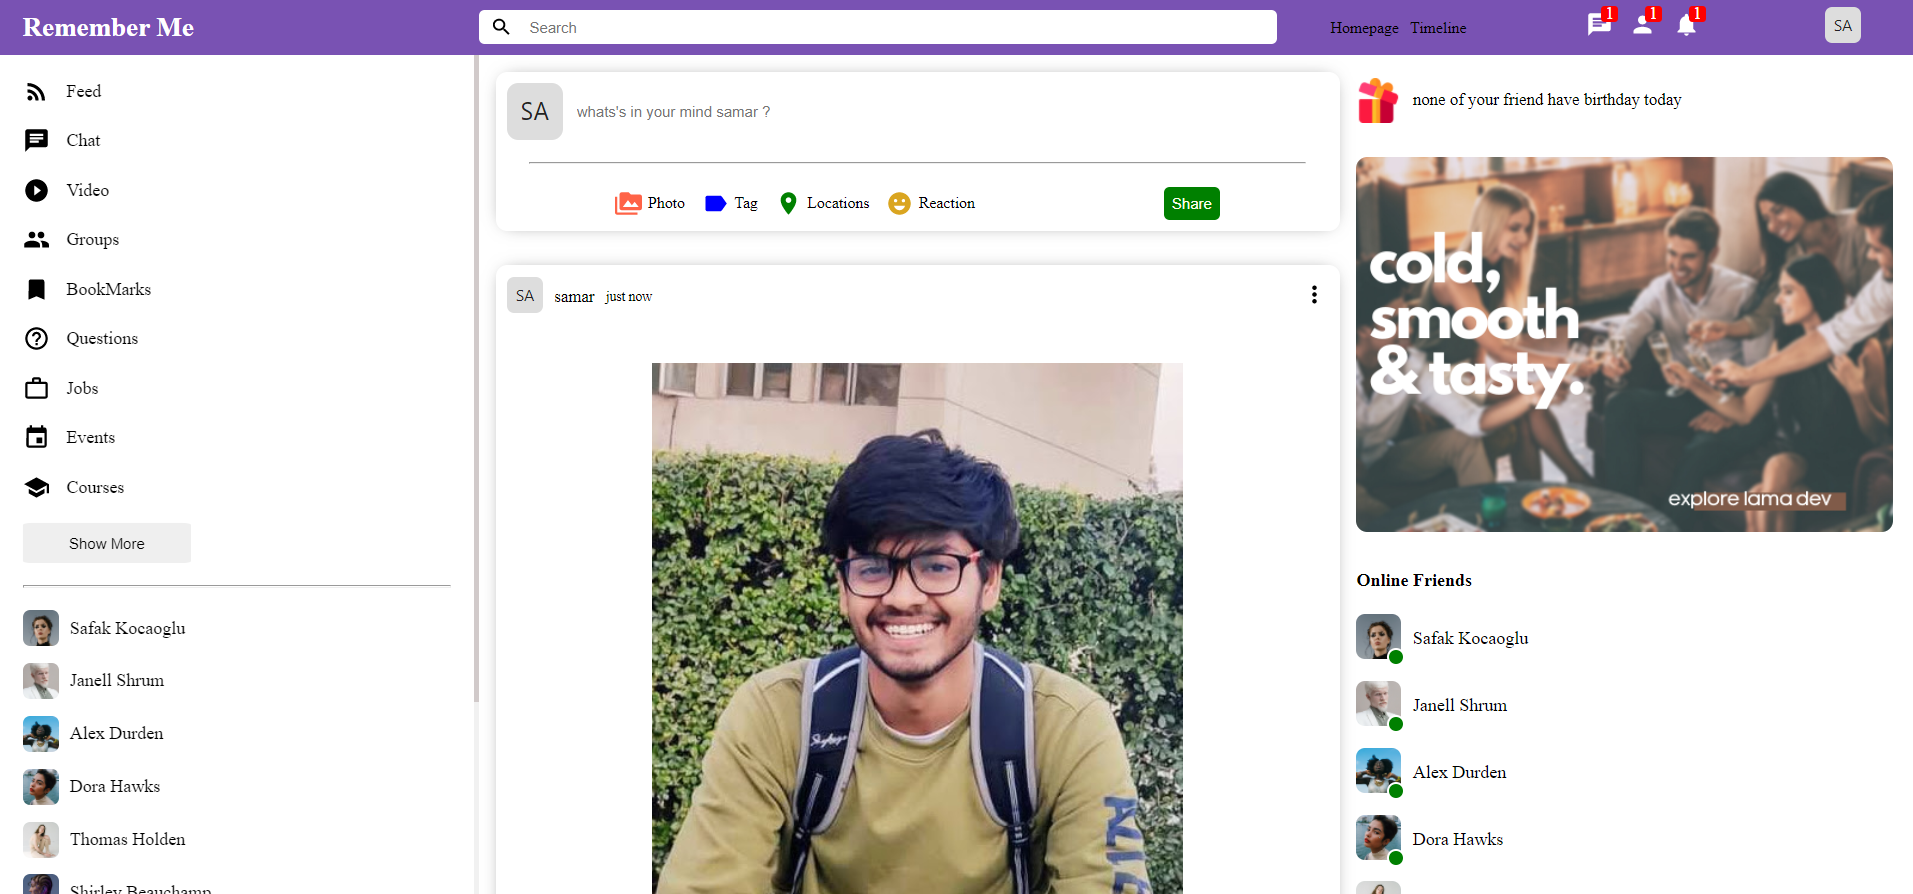 Remember Me
Search
Homepage Timeline
1
1
1
SA
Feed
Chat
Video
Groups
BookMarks
Questions
Jobs
Events
Courses
Show More
Safak Kocaoglu
Janell Shrum
Alex Durden
Dora Hawks
Thomas Holden
Shirley Beauchamp
SA
whats's in your mind samar ?
Photo
Tag
Locations
Reaction
Share
SA
samar just now
none of your friend have birthday today
cold,
smooth
& tasty.
explore lama dev
Online Friends
Safak Kocaoglu
Janell Shrum
Alex Durden
Dora Hawks